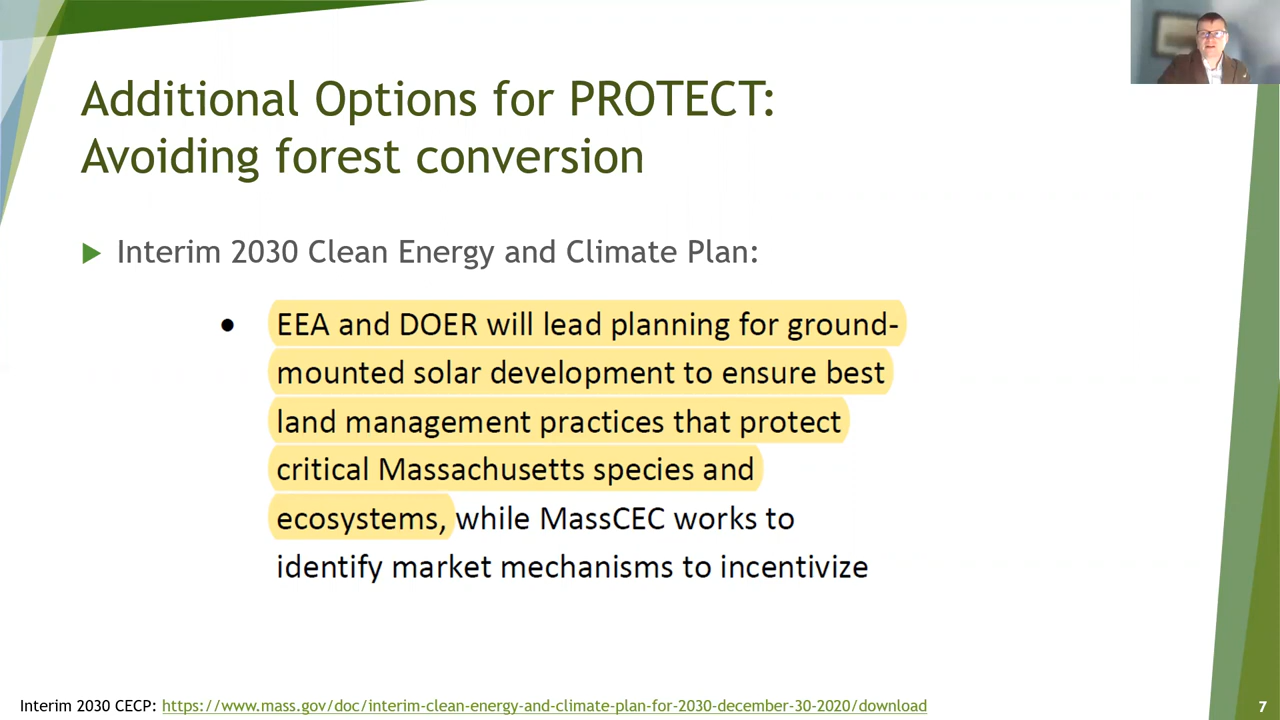 Additional Options for PROTECT:
Avoiding forest conversion
Interim 2030 Clean Energy and Climate Plan:
• EEA and DOER will lead planning for ground-
mounted solar development to ensure best
land management practices that protect
critical Massachusetts species and
ecosystems, while MassCEC works to
identify market mechanisms to incentivize
Interim 2030 CECP: https://www.mass.gov/doc/interim-clean-energy-and-climate-plan-for-2030-december-30-2020/download
7